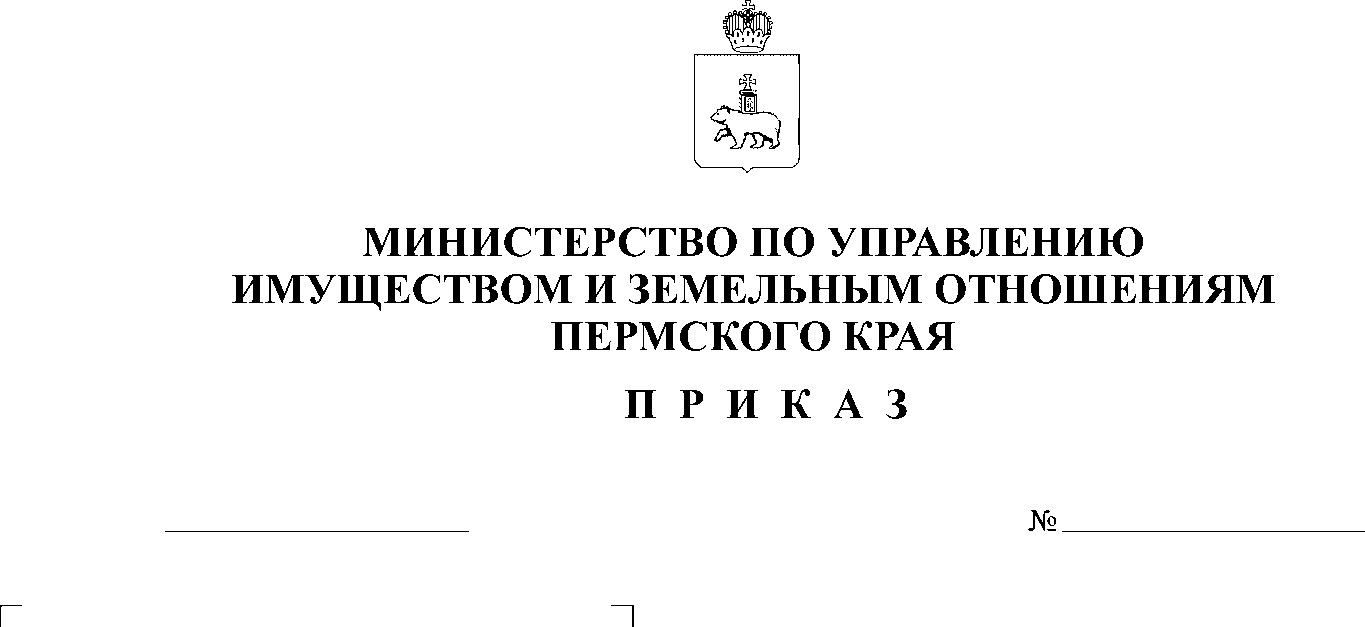 МИНИСТЕРСТВО ПО УПРАВЛЕНИЮ
ИМУЩЕСТВОМ И ЗЕМЕЛЬНЫМ ОТНОШЕНИЯМ
ПЕРМСКОГО КРАЯ
П Р И К А З
№